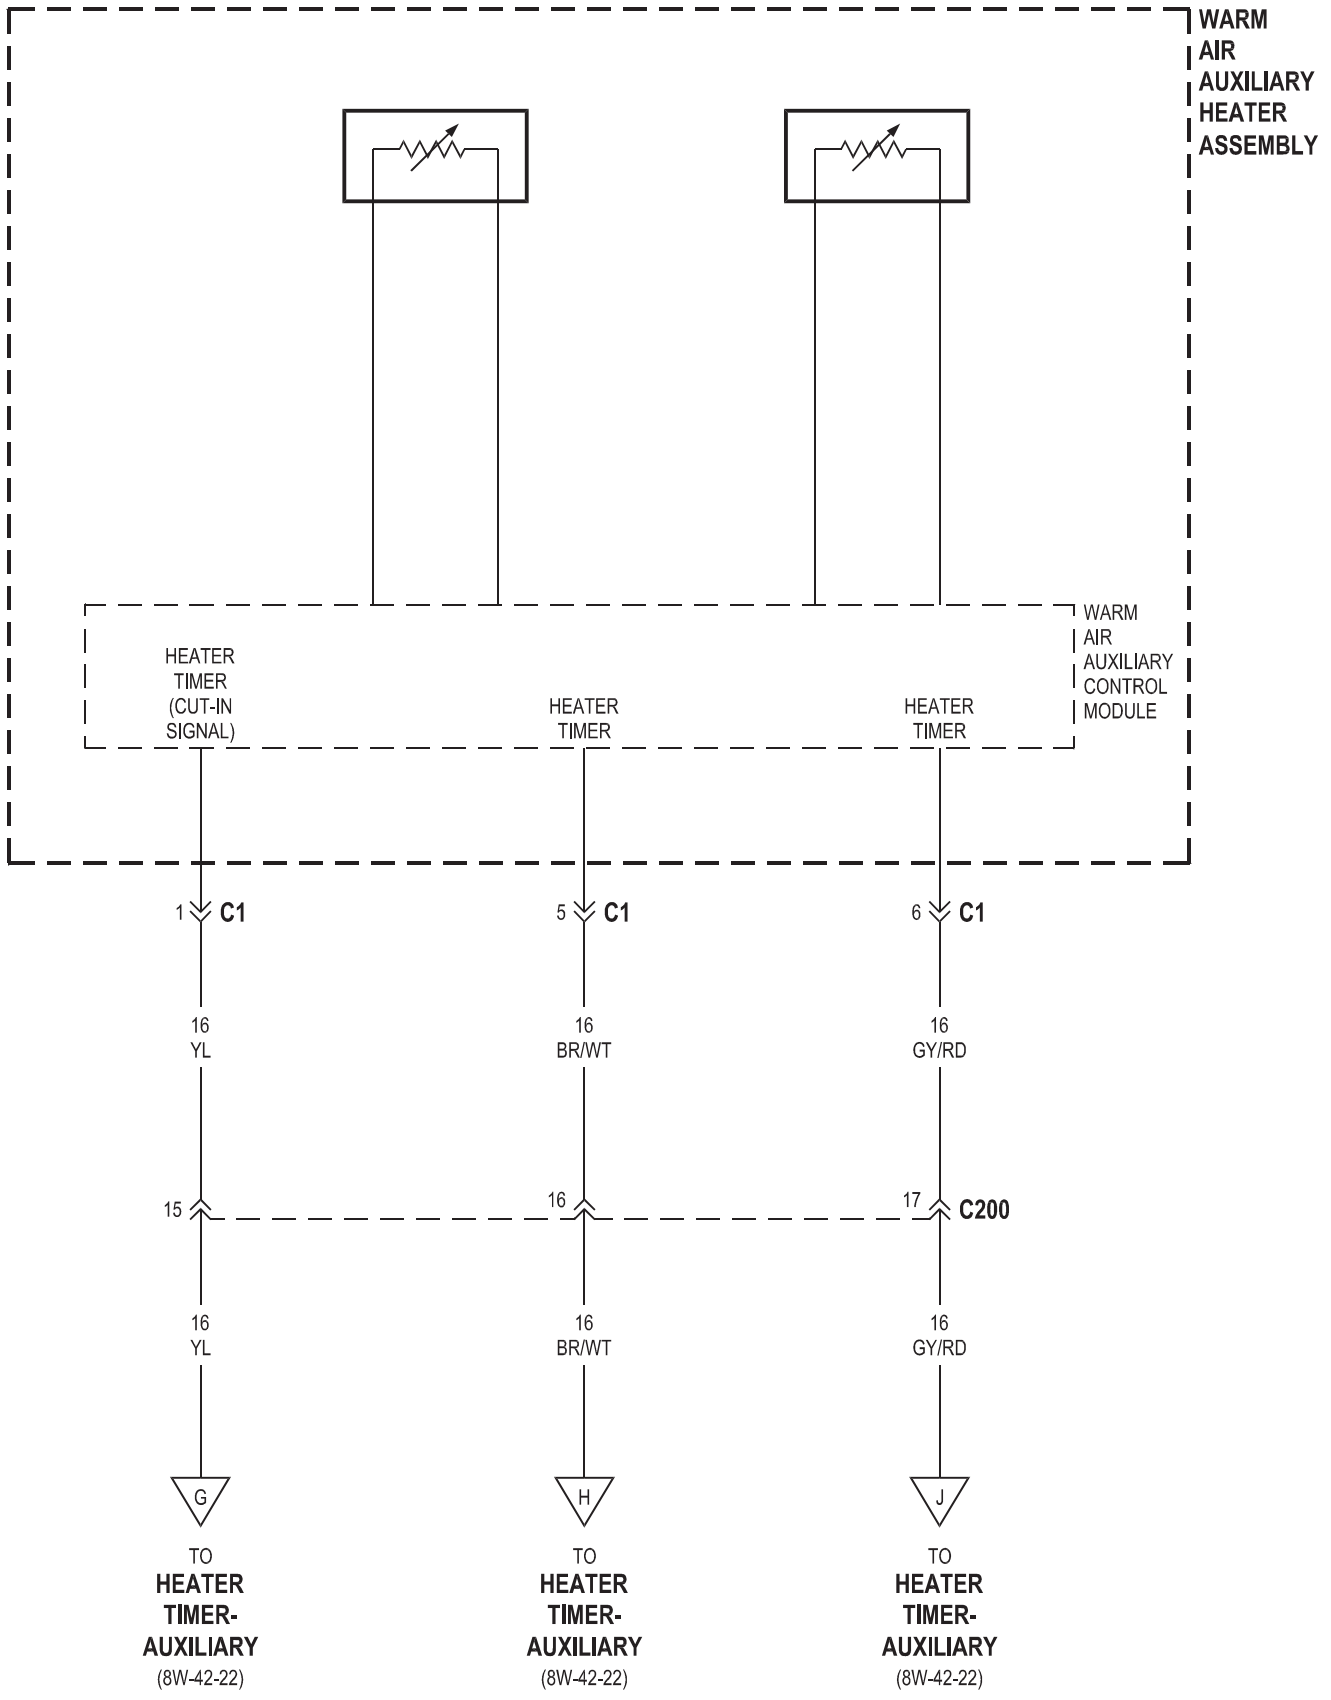 WARM
AIR
AUXILIARY
HEATER
ASSEMBLY
WARM
AIR
AUXILIARY
CONTROL
MODULE
HEATER
TIMER
(CUT-IN
SIGNAL)
HEATER
TIMER
HEATER
TIMER
1 C1
5 C1
6 C1
16
YL
16
BR/WT
16
GY/RD
15
16
17 C200
16
YL
16
BR/WT
16
GY/RD
G
H
J
TO
HEATER
TIMER-
AUXILIARY
(8W-42-22)
TO
HEATER
TIMER-
AUXILIARY
(8W-42-22)
TO
HEATER
TIMER-
AUXILIARY
(8W-42-22)